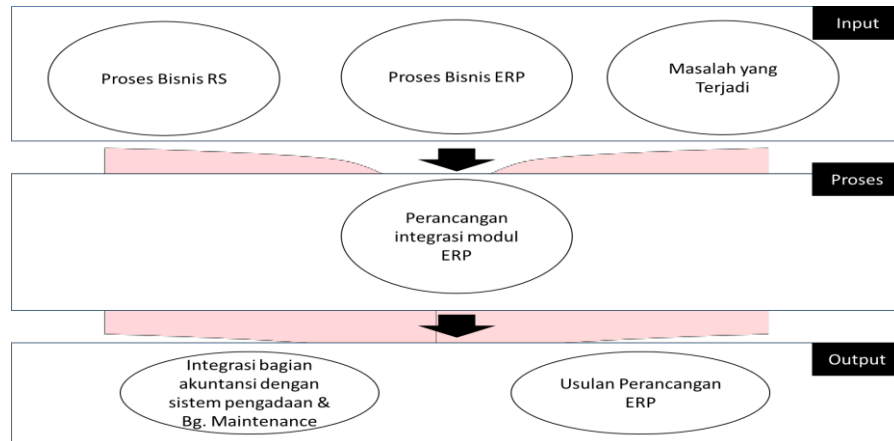 Input
Proses Bisnis RS
Proses Bisnis ERP
Masalah yang
Terjadi
Proses
Perancangan
integrasi modul
ERP
Output
Integrasi bagian
akuntansi dengan
sistem pengadaan &
Bg. Maintenance
Usulan Perancangan
ERP